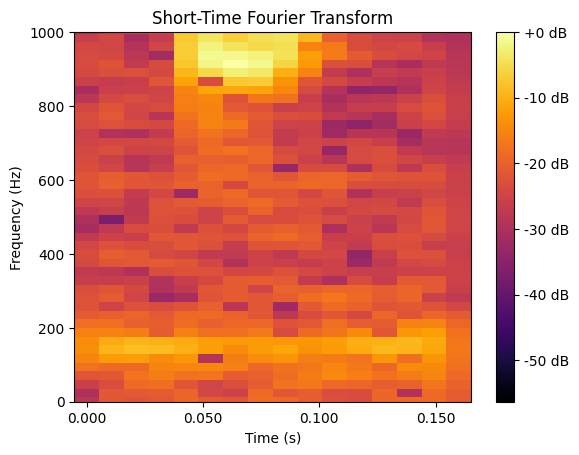 Short-Time Fourier Transform
1000
800
600
400
200
0
Frequency (Hz)
0.000
0.050
0.100
0.150
Time (s)
+0 dB
-10 dB
-20 dB
-30 dB
-40 dB
-50 dB